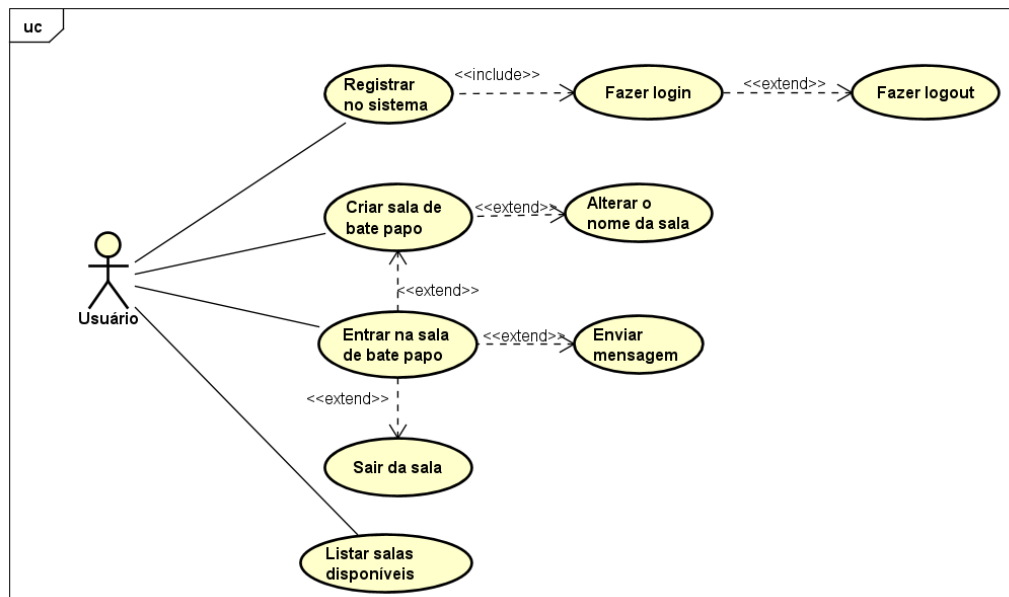 uc
Registrar
no sistema
<<include>>
Fazer login
<<extend>>
Fazer logout
Criar sala de
bate papo
<<extend>>
Alterar o
nome da sala
Usuário
<<extend>>
Entrar na sala
de bate papo
<<extend>>
Enviar
mensagem
<<extend>>
Sair da sala
Listar salas
disponíveis